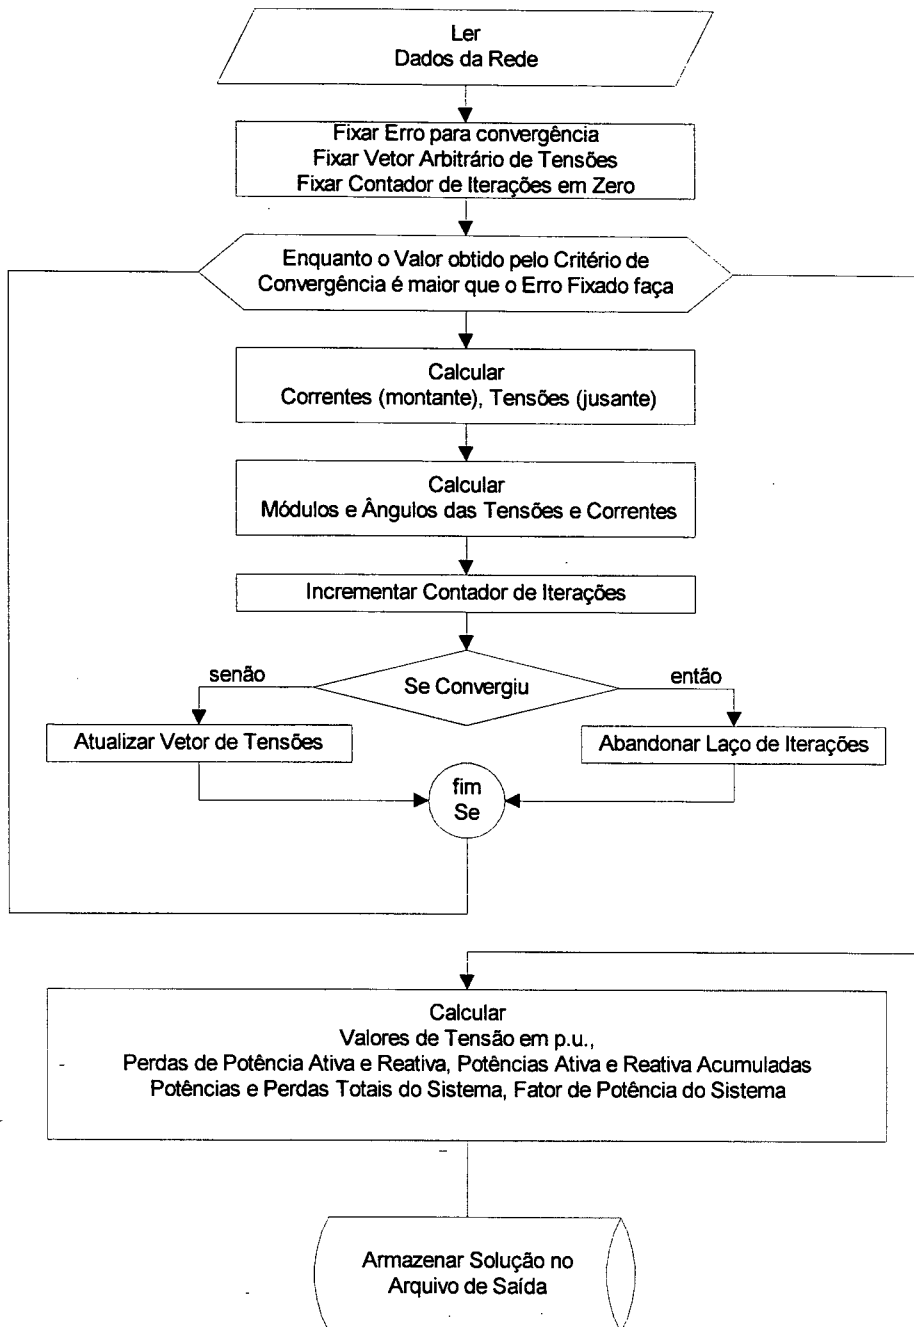 Ler
Dados da Rede
Fixar Erro para convergência
Fixar Vetor Arbitrário de Tensões
Fixar Contador de Iterações em Zero
Enquanto o Valor obtido pelo Critério de
Convergência é maior que o Erro Fixado faça
Calcular
Correntes (montante), Tensões (jusante)
Calcular
Módulos e Ângulos das Tensões e Correntes
Incrementar Contador de Iterações
senão
Se Convergiu
então
Atualizar Vetor de Tensões
Abandonar Laço de Iterações
fim
Se
Calcular
Valores de Tensão em p.u.,
Perdas de Potência Ativa e Reativa, Potências Ativa e Reativa Acumuladas
Potências e Perdas Totais do Sistema, Fator de Potência do Sistema
Armazenar Solução no
Arquivo de Saída